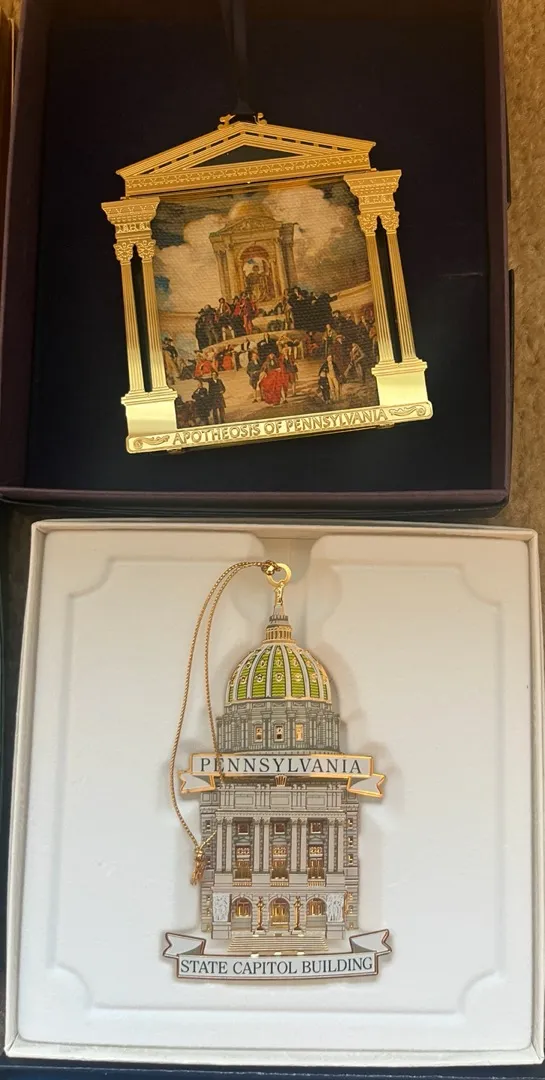 APOTHEOSIS OF PENNSYLVANIA
PENNSYLVANIA
STATE CAPITOL BUILDING